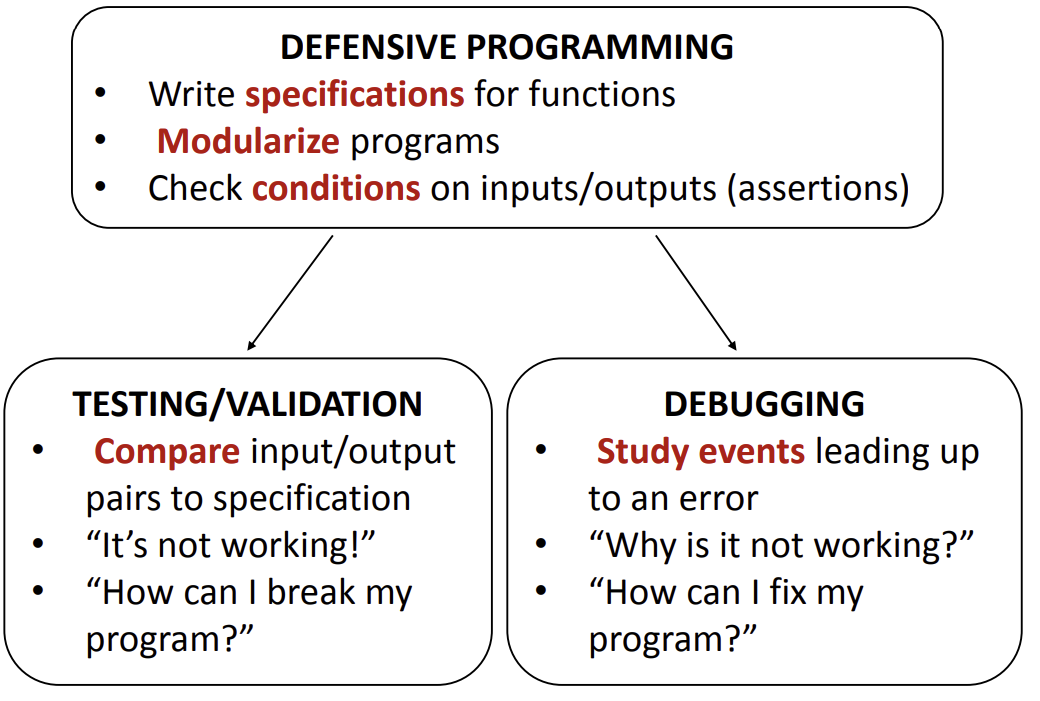 DEFENSIVE PROGRAMMING
• Write specifications for functions
• Modularize programs
• Check conditions on inputs/outputs (assertions)
TESTING/VALIDATION
• Compare input/output
pairs to specification
• “It’s not working!”
• “How can I break my
program?”
DEBUGGING
• Study events leading up
to an error
• “Why is it not working?”
• “How can I fix my
program?”